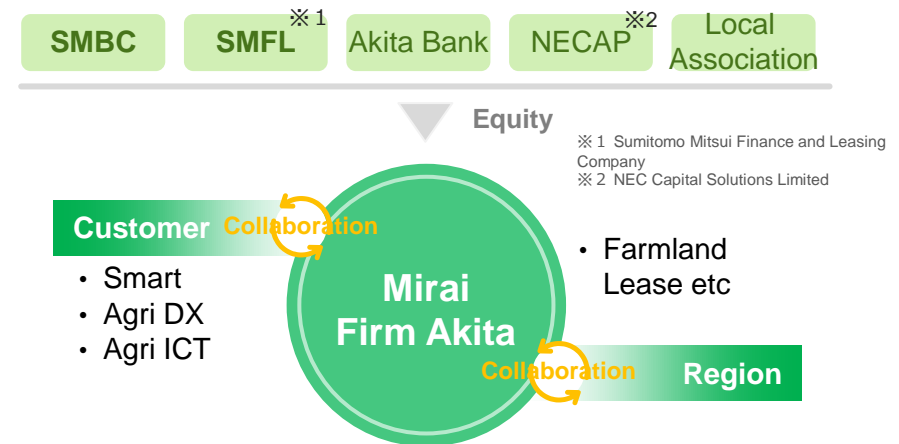 SMBC
SMFL
※１
Akita Bank
NECAP
※2
Local
Association
Equity
※１ Sumitomo Mitsui Finance and Leasing
Company
※２ NEC Capital Solutions Limited
Customer
Collaboration
• Smart
• Agri DX
• Agri ICT
Mirai
Firm Akita
• Farmland
Lease etc
Collaboration
Region